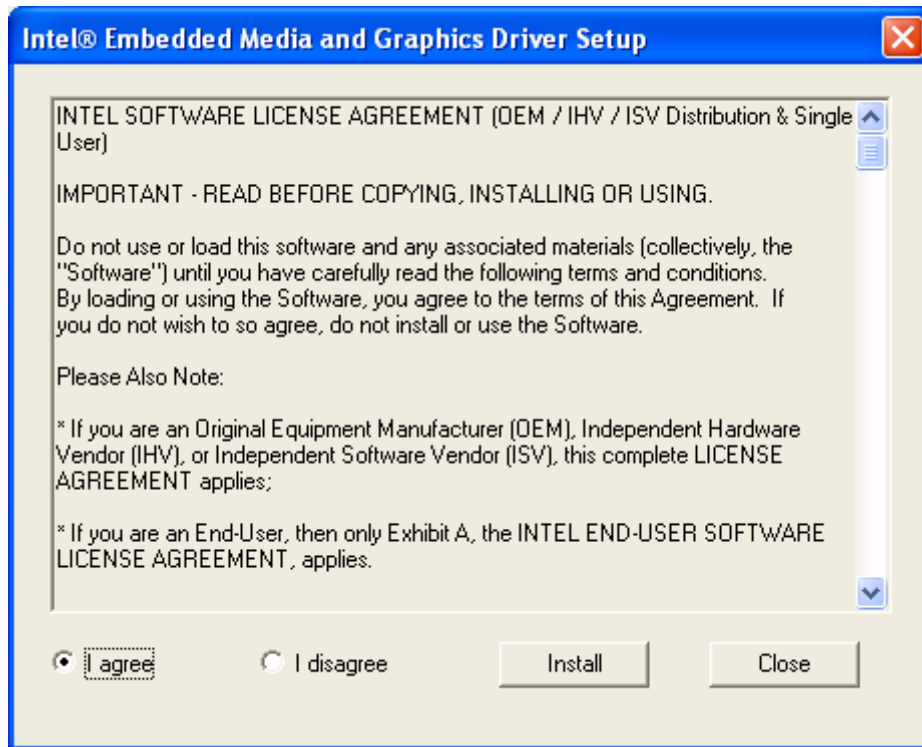 Intel® Embedded Media and Graphics Driver Setup
INTEL SOFTWARE LICENSE AGREEMENT (OEM / IHV / ISV Distribution & Single
User)
IMPORTANT - READ BEFORE COPYING, INSTALLING OR USING.
Do not use or load this software and any associated materials (collectively, the
"Software") until you have carefully read the following terms and conditions.
By loading or using the Software, you agree to the terms of this Agreement.  If
you do not wish to so agree, do not install or use the Software.
Please Also Note:
* If you are an Original Equipment Manufacturer (OEM), Independent Hardware
Vendor (IHV), or Independent Software Vendor (ISV), this complete LICENSE
AGREEMENT applies;
* If you are an End-User, then only Exhibit A, the INTEL END-USER SOFTWARE
LICENSE AGREEMENT, applies.
I agree
I disagree
Install
Close